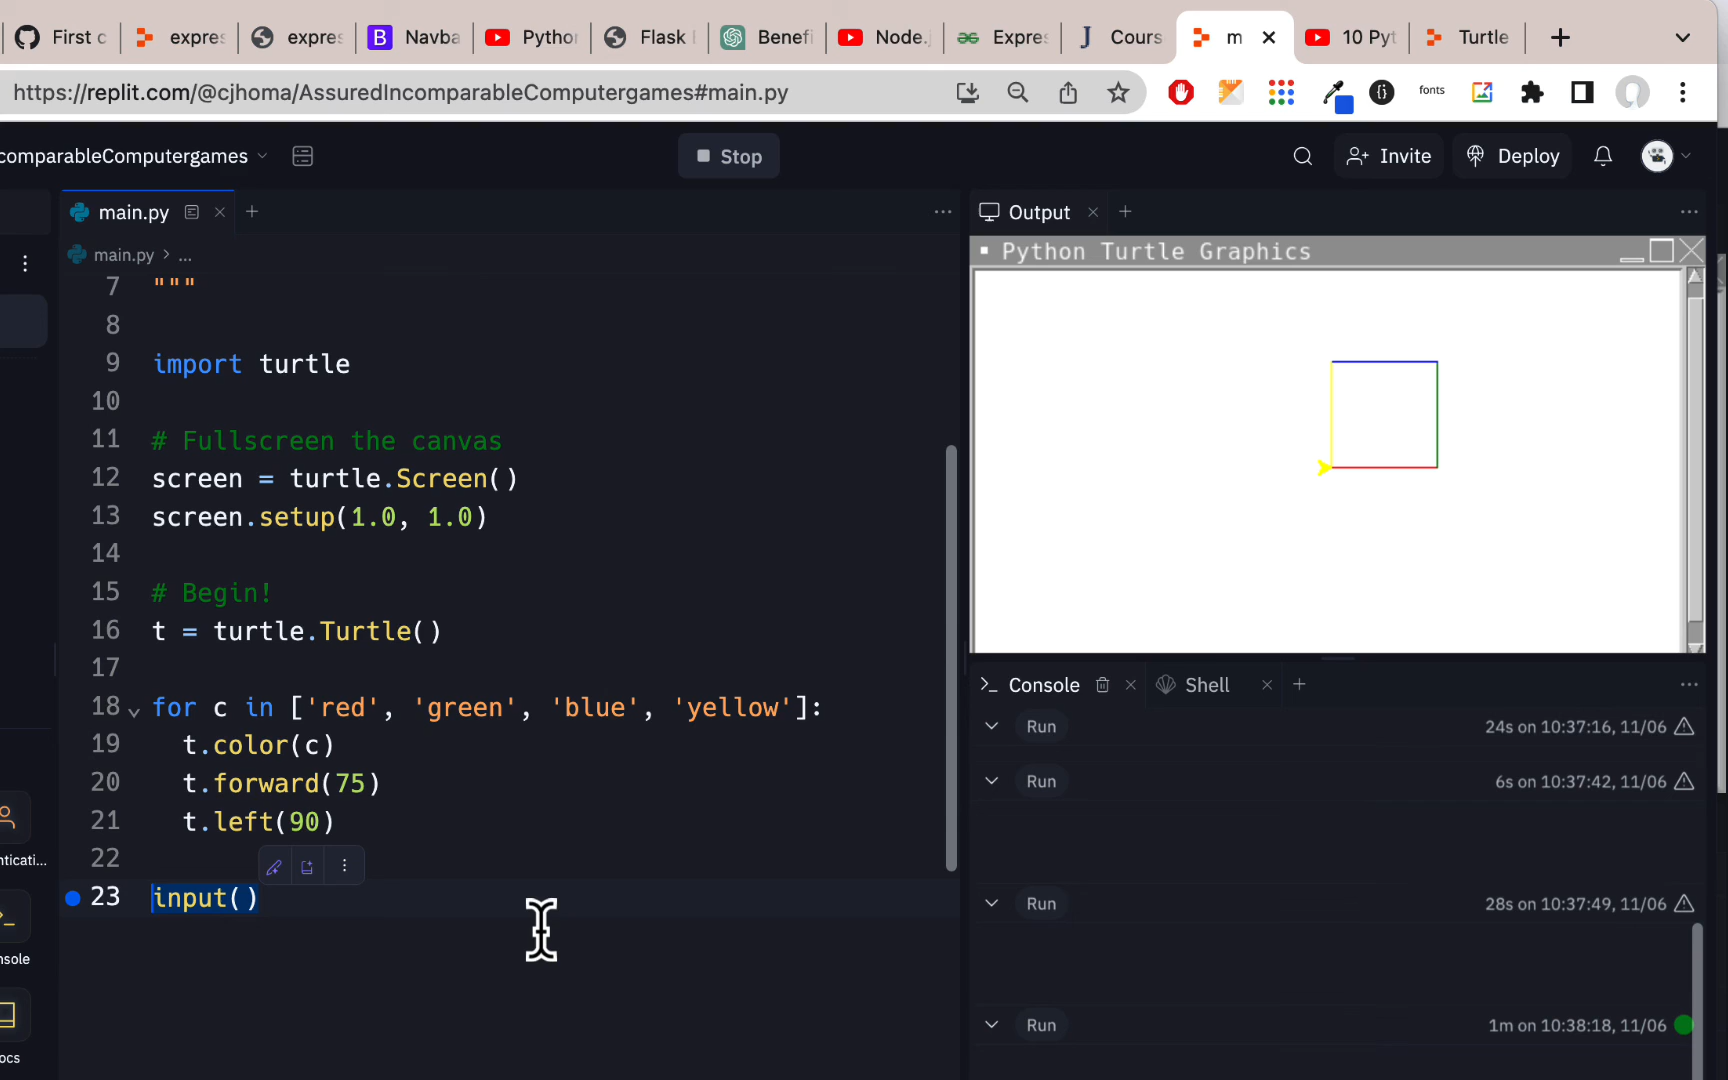 First c
expres
expres
Navba
Python
Flask
Benefi
Node.j
Expres
Cours
m
10 Pyt
Turtle
https://replit.com/@cjhoma/AssuredIncomparableComputergames#main.py
fonts
comparableComputergames
Stop
Invite
Deploy
main.py
main.py > ...
7 """
8
9 import turtle
10
11 # Fullscreen the canvas
12 screen = turtle.Screen()
13 screen.setup(1.0, 1.0)
14
15 # Begin!
16 t = turtle.Turtle()
17
18 for c in ['red', 'green', 'blue', 'yellow']:
19 t.color(c)
20 t.forward(75)
21 t.left(90)
22
23 input()
nticati...
nsole
ocs
Output
Python Turtle Graphics
Console
Shell
Run
24s on 10:37:16, 11/06
Run
6s on 10:37:42, 11/06
Run
28s on 10:37:49, 11/06
Run
1m on 10:38:18, 11/06